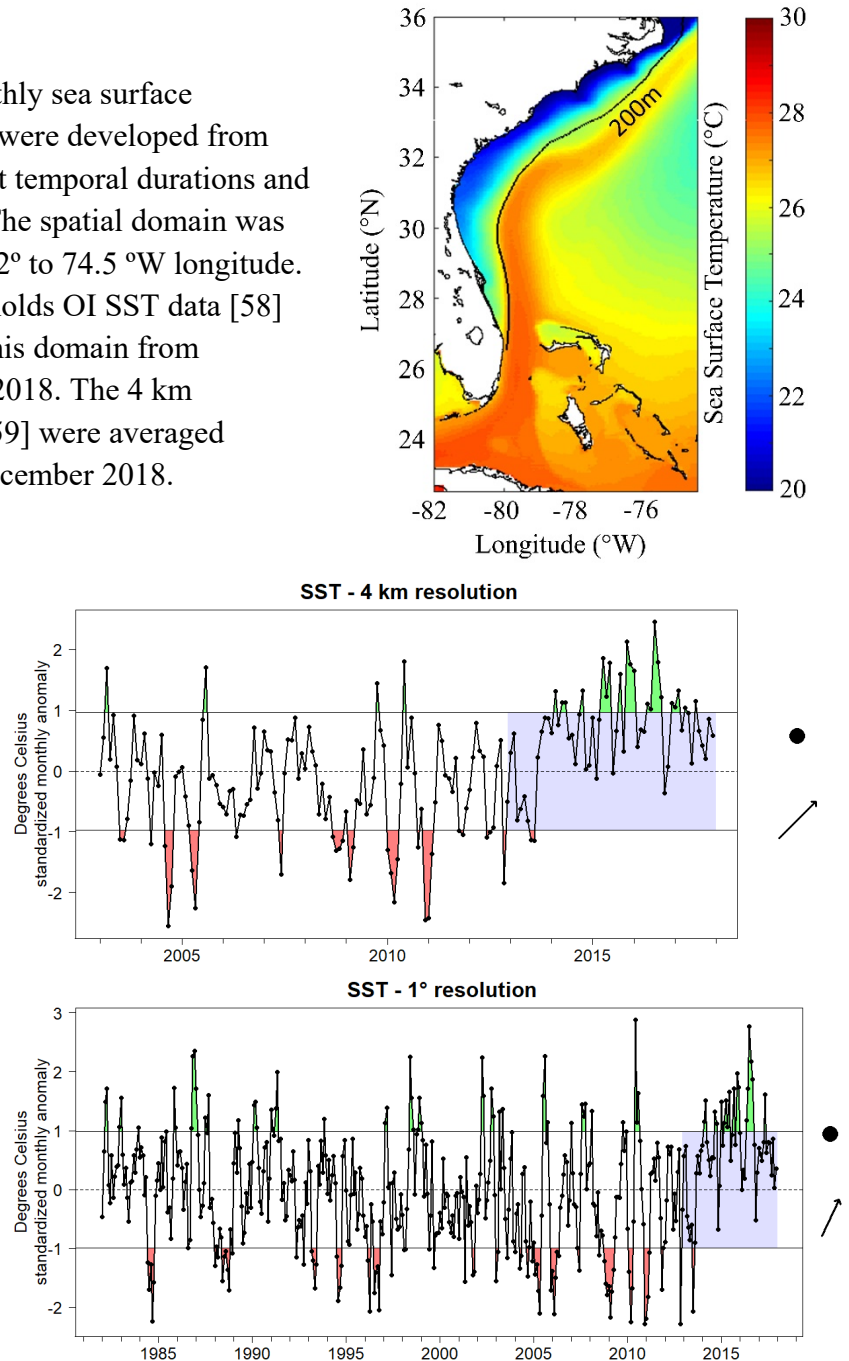 thly sea surface
were developed from
t temporal durations and
The spatial domain was
2º to 74.5 ºW longitude.
nolds OI SST data [58]
his domain from
2018. The 4 km
59] were averaged
cember 2018.
36
34
32
30
28
26
24
Latitude (°N)
200m
-82 -80 -78 -76
Longitude (°W)
30
28
26
24
22
20
Sea Surface Temperature (°C)
SST - 4 km resolution
Degrees Celsius
standardized monthly anomaly
2
1
0
-1
-2
2005 2010 2015
SST - 1° resolution
Degrees Celsius
standardized monthly anomaly
3
2
1
0
-1
-2
1985 1990 1995 2000 2005 2010 2015